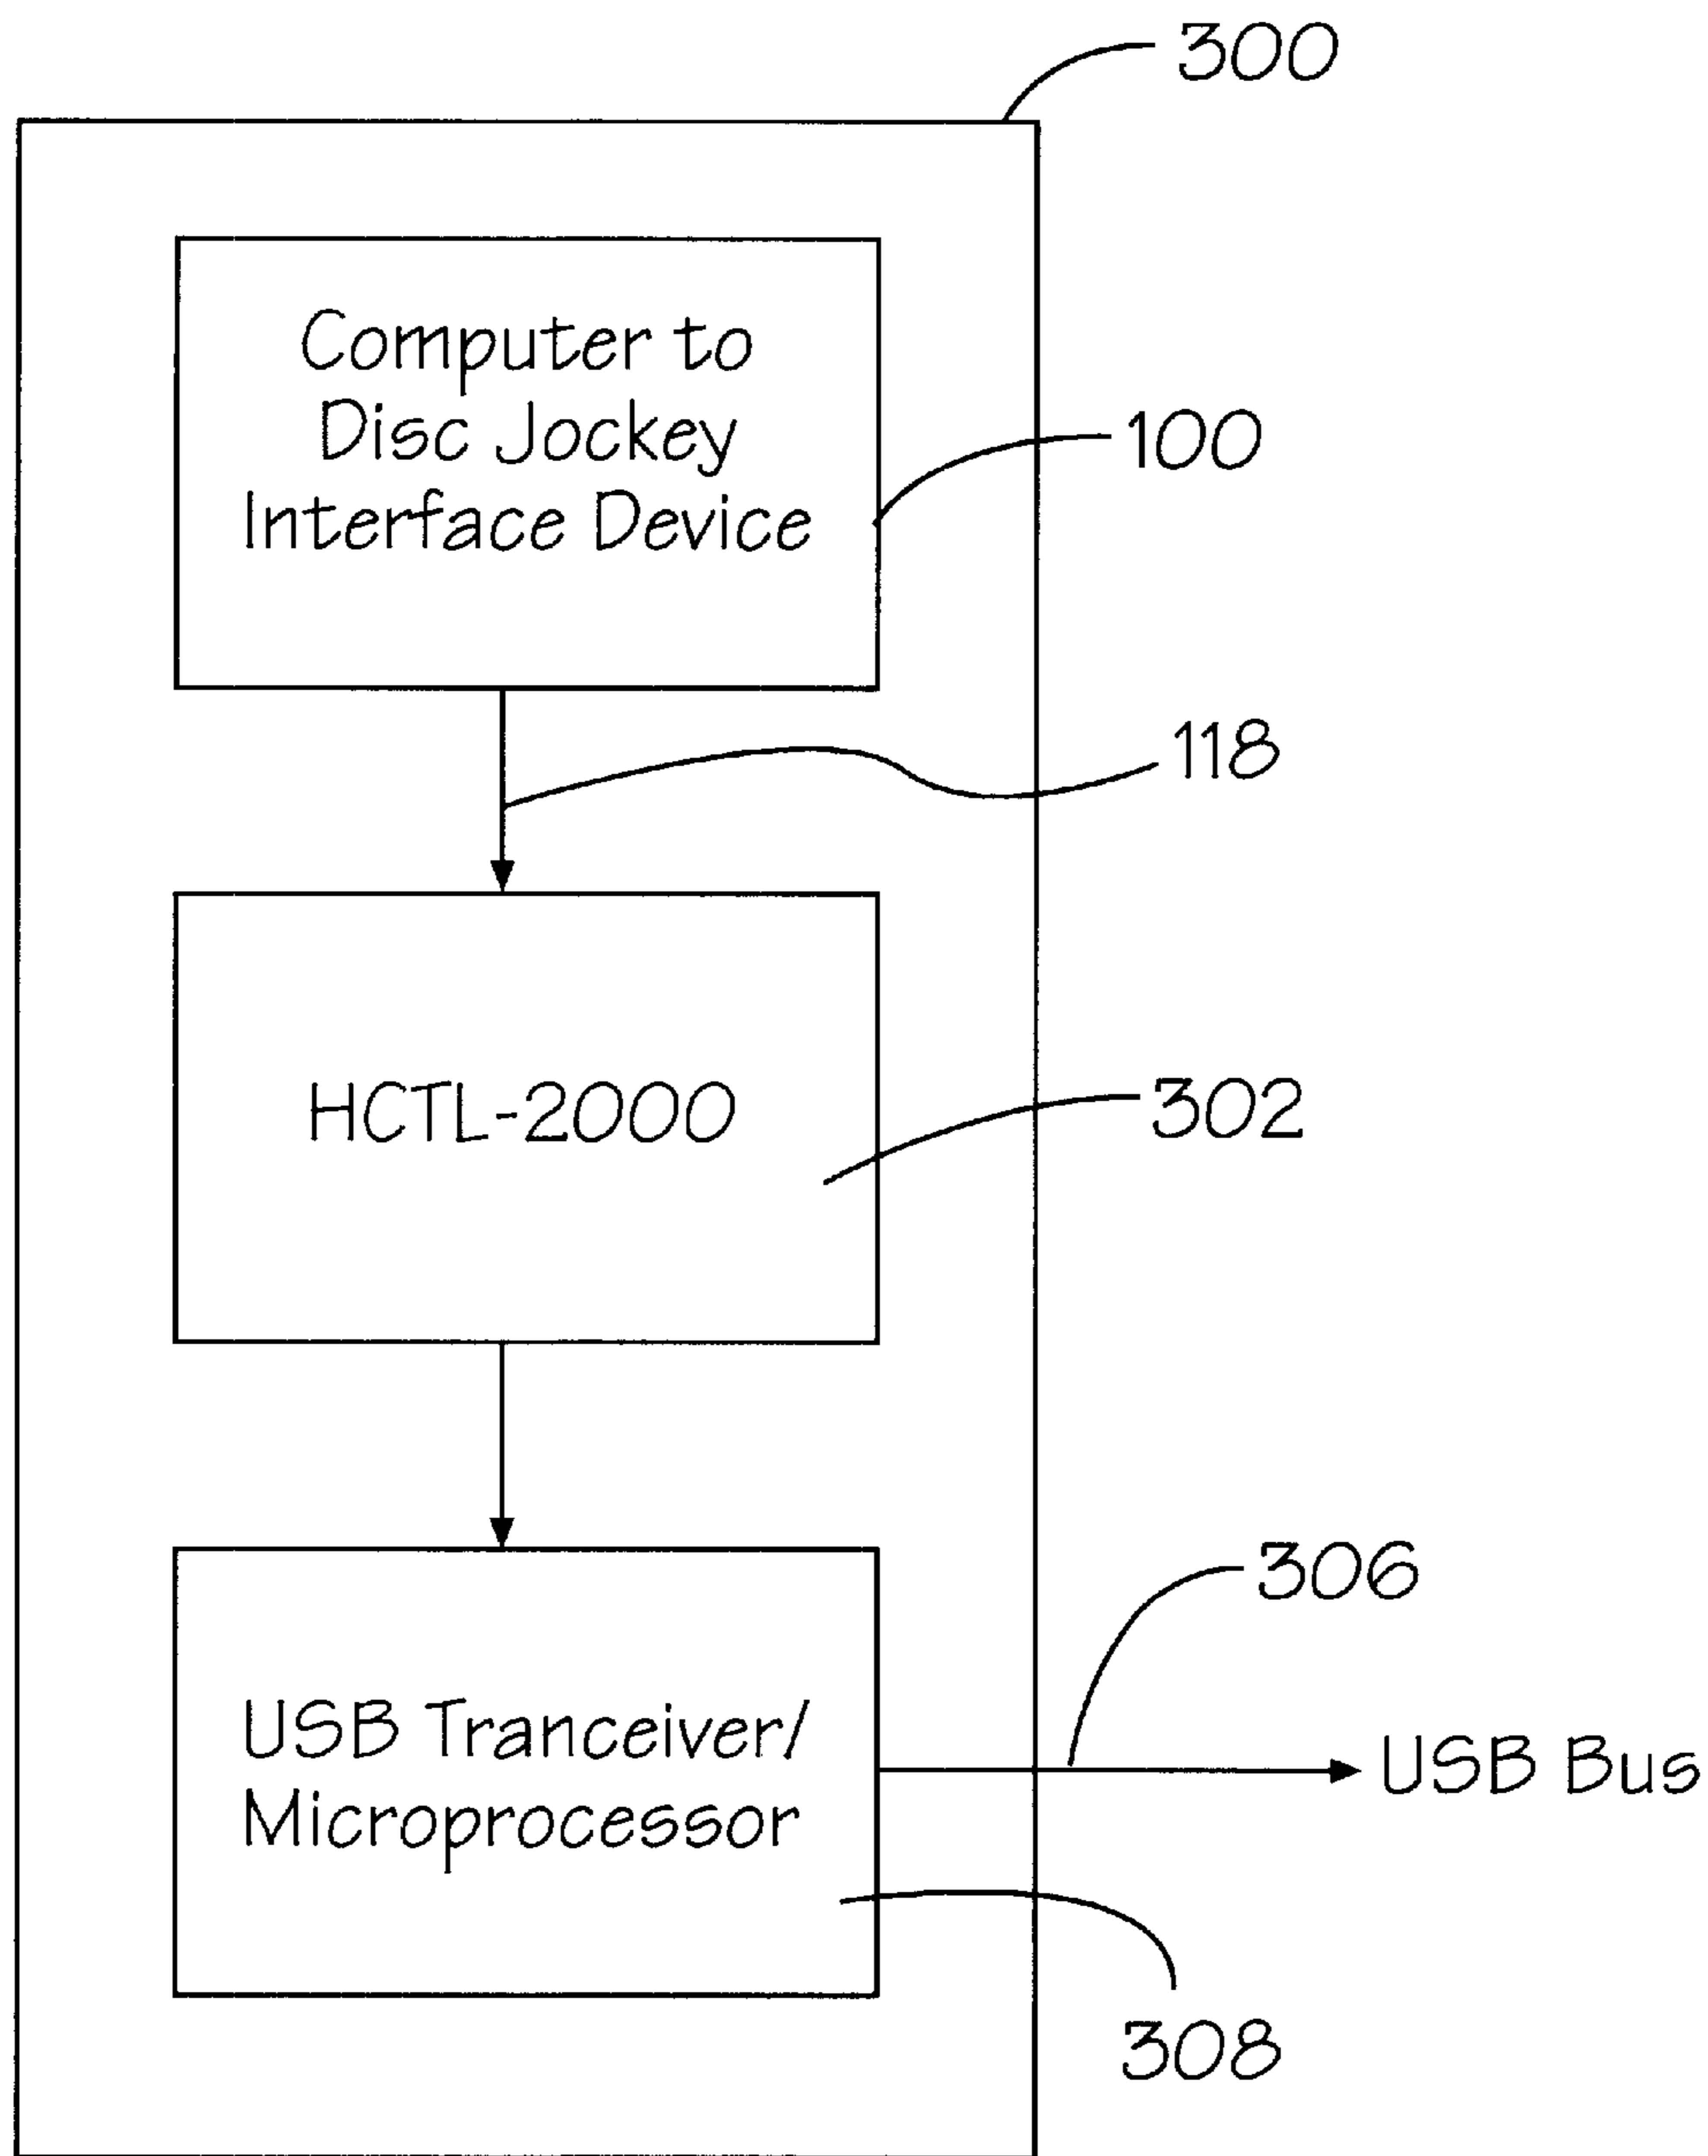 300
Computer to
Disc Jockey
Interface Device
100
118
HCTL-2000
302
306
USB Tranceiver/
Microprocessor
USB Bus
308